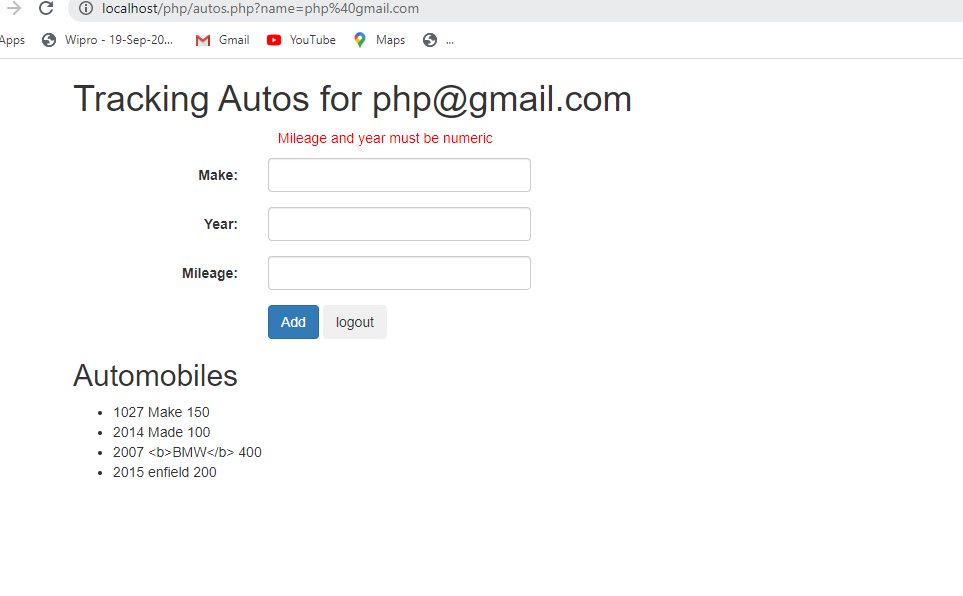 localhost/php/autos.php?name=php%40gmail.com
Apps Wipro - 19-Sep-20... Gmail YouTube Maps ...
Tracking Autos for php@gmail.com
Mileage and year must be numeric
Make:
Year:
Mileage:
Add logout
Automobiles
• 1027 Make 150
• 2014 Made 100
• 2007 <b>BMW</b> 400
• 2015 enfield 200